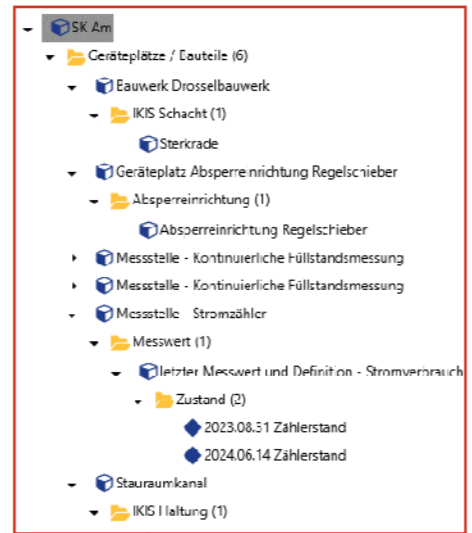 SK Am
Geräteplätze / Bauteile (6)
Bauwerk Drosselbauwerk
IKIS Schacht (1)
Sterkrade
Geräteplatz Absperreinrichtung Regelschieber
Absperreinrichtung (1)
Absperreinrichtung Regelschieber
Messstelle - Kontinuierliche Füllstandsmessung
Messstelle - Kontinuierliche Füllstandsmessung
Messstelle - Stromzähler
Messwert (1)
letzter Messwert und Definition - Stromverbrauch
Zustand (2)
2023.08.31 Zählerstand
2024.06.14 Zählerstand
Stauraumkanal
IKIS Haltung (1)